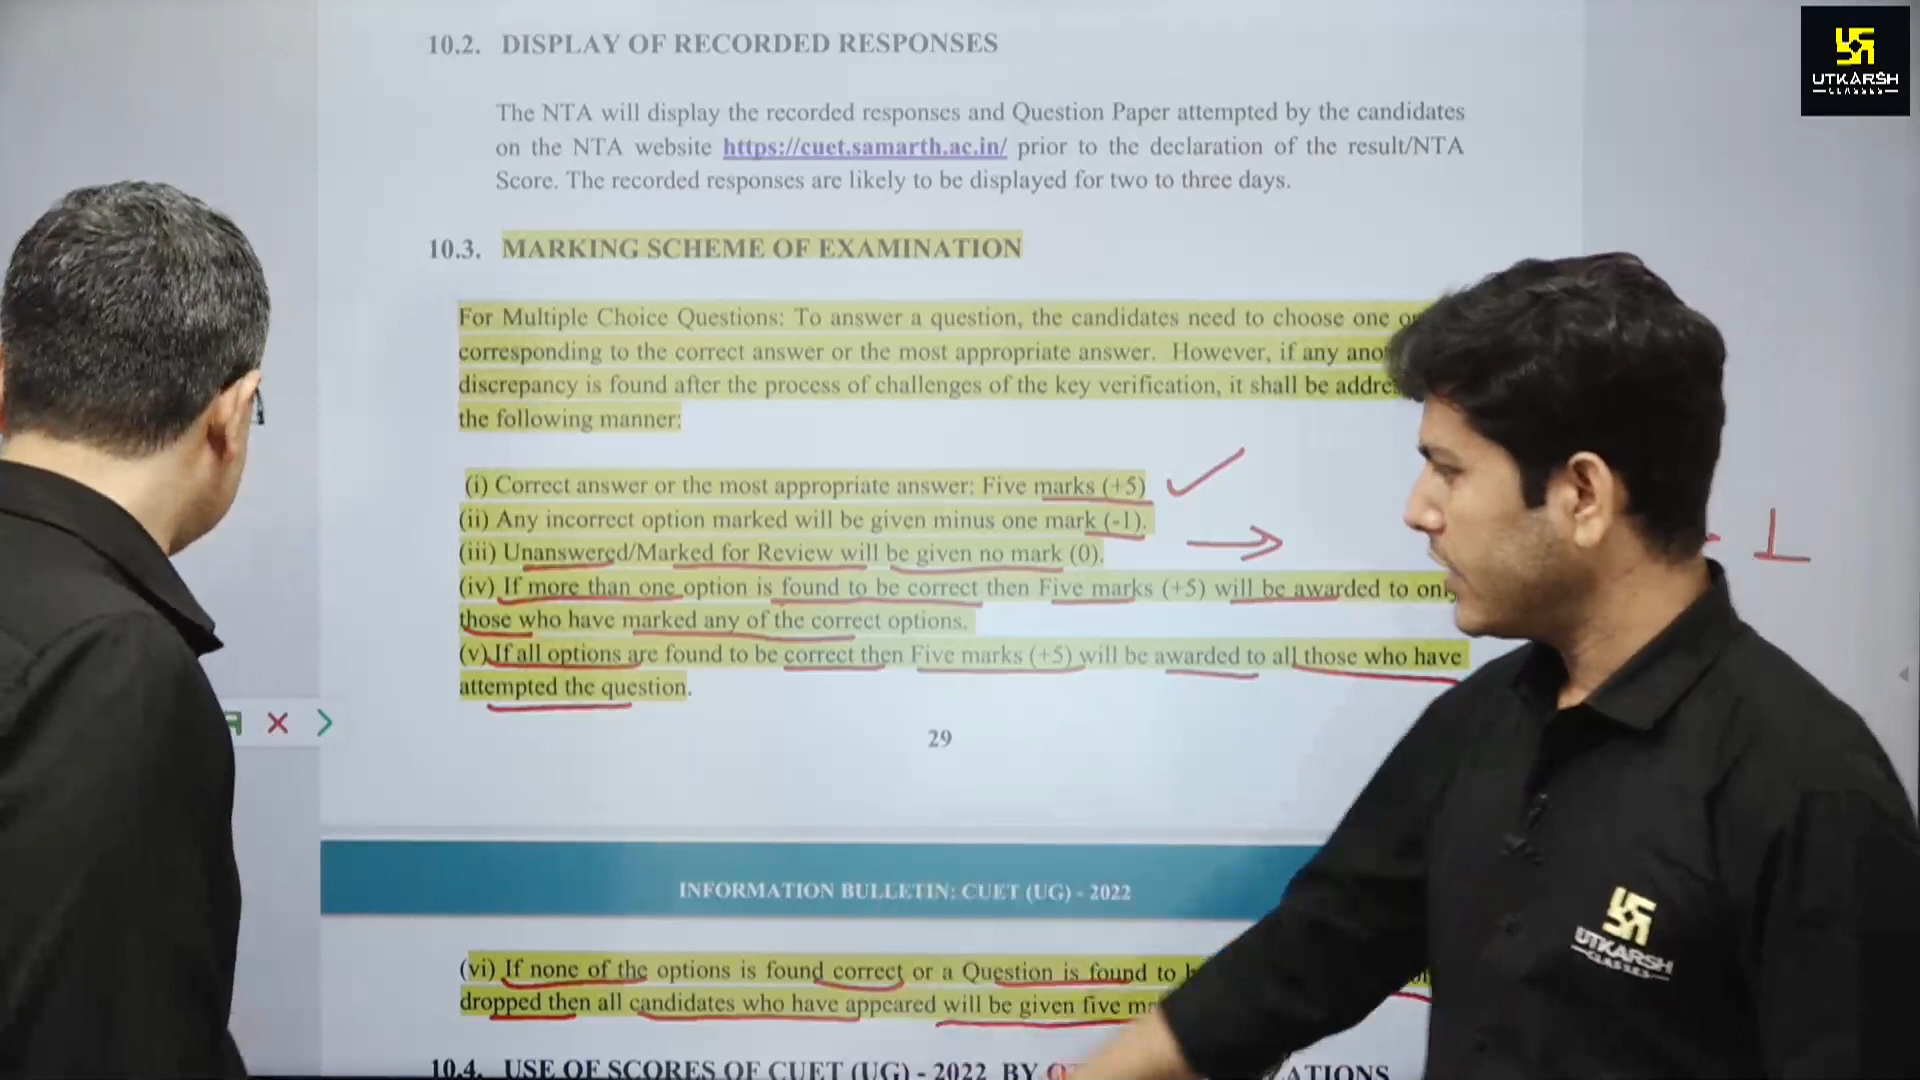 10.2. DISPLAY OF RECORDED RESPONSES
The NTA will display the recorded responses and Question Paper attempted by the candidates
on the NTA website https://cuet.samarth.ac.in/ prior to the declaration of the result/NTA
Score. The recorded responses are likely to be displayed for two to three days.
10.3. MARKING SCHEME OF EXAMINATION
For Multiple Choice Questions: To answer a question, the candidates need to choose one
corresponding to the correct answer or the most appropriate answer. However, if any
discrepancy is found after the process of challenges of the key verification, it shall be
the following manner:
(i) Correct answer or the most appropriate answer: Five marks (+5)
(ii) Any incorrect option marked will be given minus one mark (-1).
(iii) Unanswered/Marked for Review will be given no mark (0).
(iv) If more than one option is found to be correct then Five marks (+5) will be awarded to only
those who have marked any of the correct options.
(v) If all options are found to be correct then Five marks (+5) will be awarded to all those who have
attempted the question.
29
INFORMATION BULLETIN: CUET (UG) - 2022
(vi) If none of the options is found correct or a Question is found to
dropped then all candidates who have appeared will be given five
10.4. USE OF SCORES OF CUET (UG) - 2022 BY
- 1
UTKARSH
CLASSES
UTKARSH
CLASSES